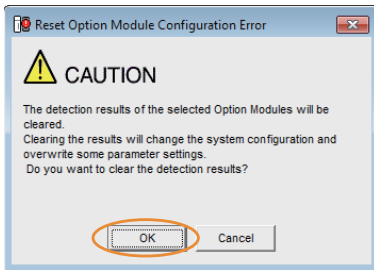 Reset Option Module Configuration Error
CAUTION
The detection results of the selected Option Modules will be
cleared.
Clearing the results will change the system configuration and
overwrite some parameter settings.
Do you want to clear the detection results?
OK Cancel